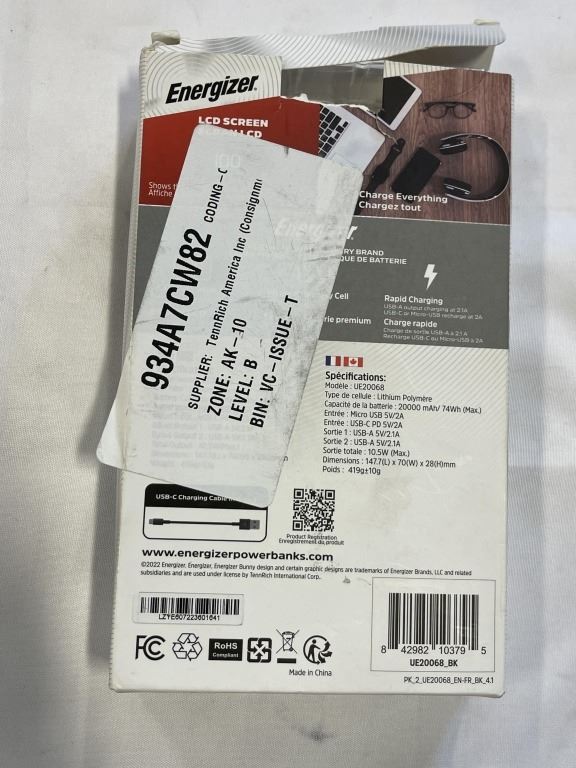 Energizer
LCD SCREEN
Shows
Affiche
Charge Everything
Chargez tout
Energizer
RY BRAND
QUE DE BATTERIE
y Cell
rie premium
Rapid Charging
USB-A output charging at 2.1A
USB-C or Micro-USB recharge at 2A
Charge rapide
Charge de sortie USB-A à 2.1A
Recharge USB-C ou Micro-USB à 2A
934A7CW82 CODING-C
SUPPLIER: TennRich America Inc (Consignm
ZONE: AK-10
LEVEL: B
BIN: VC-ISSUE-T
Spécifications:
Modèle : UE20068
Type de cellule : Lithium Polymère
Capacité de la batterie : 20000 mAh/ 74Wh (Max.)
Entrée : Micro USB 5V/2A
Entrée : USB-C PD 5V/2A
Sortie 1 : USB-A 5V/2.1A
Sortie 2 : USB-A 5V/2.1A
Sortie totale : 10.5W (Max.)
Dimensions : 147.7(L) x 70(W) x 28(H)mm
Poids : 419g±10g
USB-C Charging Cable
Product Registration
Enregistrement du produit
www.energizerpowerbanks.com
©2022 Energizer. Energizer, Energizer Bunny design and certain graphic designs are trademarks of Energizer Brands, LLC and related
subsidiaries and are used under license by TennRich International Corp.
LZYE607223601641
FC
RoHS
Compliant
Made in China
8 42982 10379 5
UE20068_BK
PK_2_UE20068_EN-FR_BK_4.1